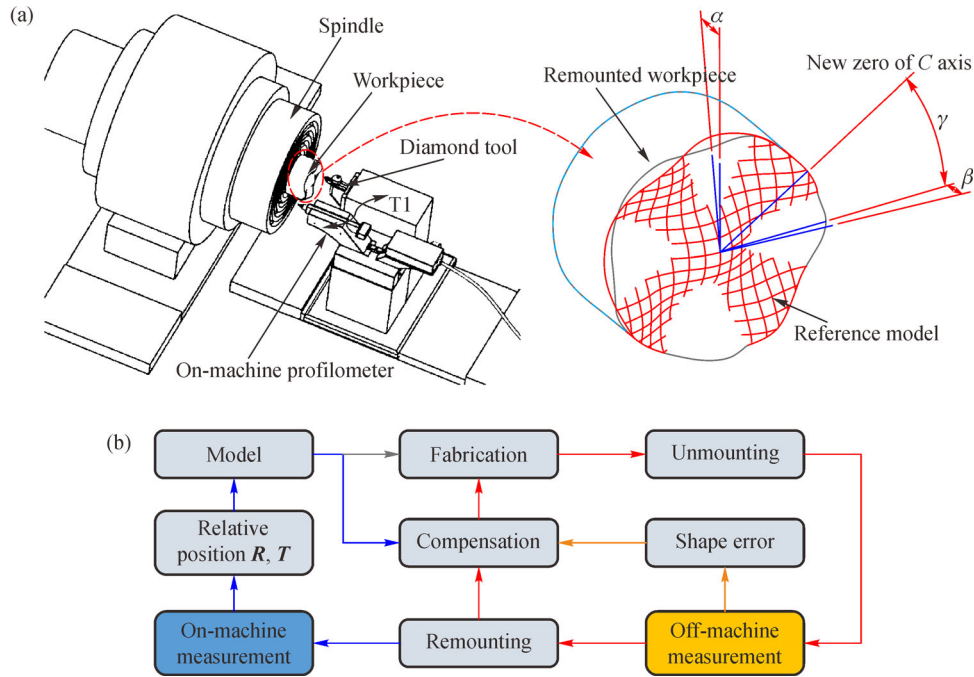 (a)
Spindle
Workpiece
Diamond tool
T1
On-machine profilometer
α
Remounted workpiece
New zero of C axis
γ
β
Reference model
(b)
Model
Fabrication
Unmounting
Relative
position R, T
Compensation
Shape error
On-machine
measurement
Remounting
Off-machine
measurement